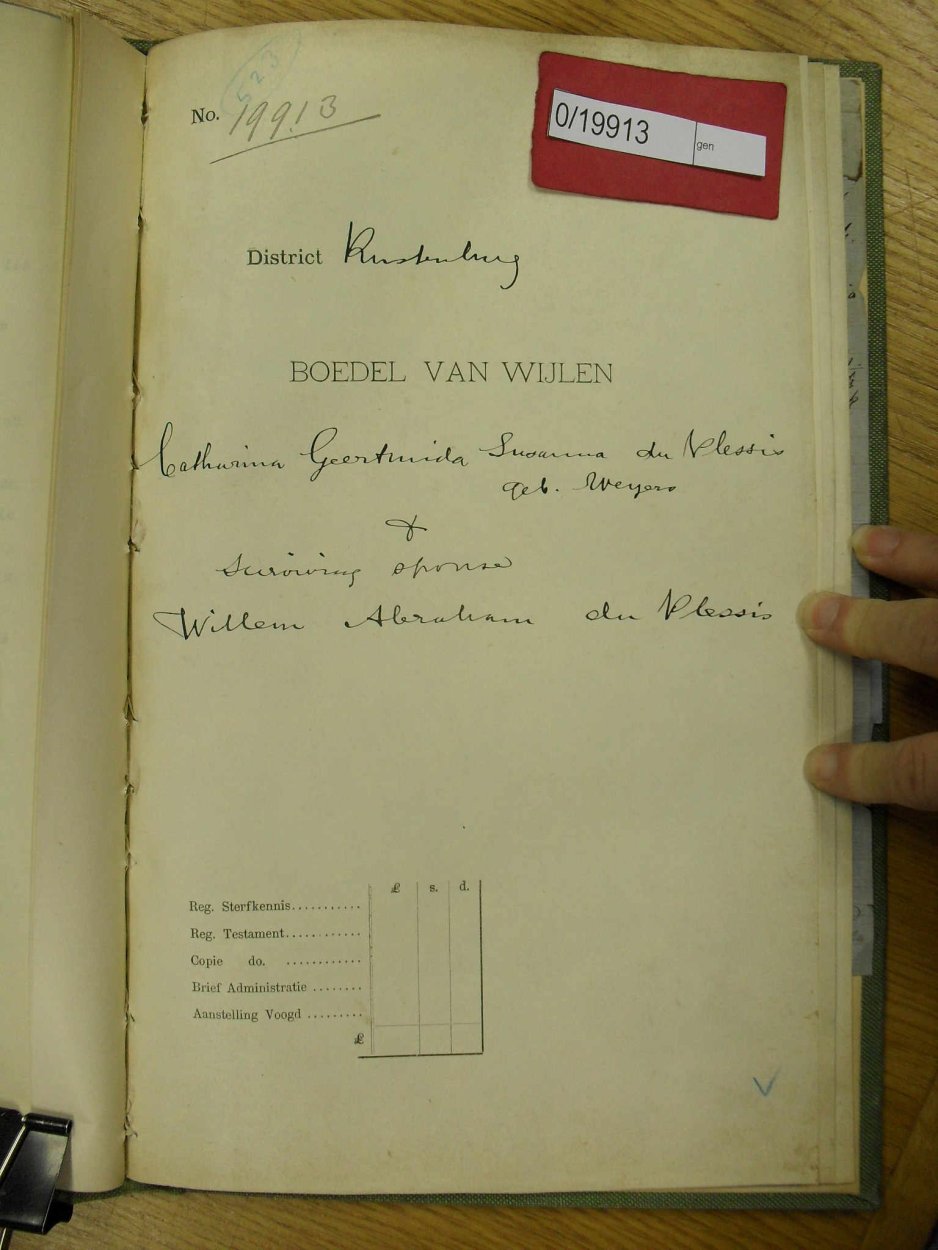 523
No. 19913
0/19913 gen
District Rustenburg
BOEDEL VAN WIJLEN
Catharina Geertruida Susanna du Plessis
geb. Weyers
&
surviving spouse
Willem Abraham du Plessis
£ s. d.
Reg. Sterfkennis...........
Reg. Testament............
Copie do. ............
Brief Administratie ........
Aanstelling Voogd .........
£